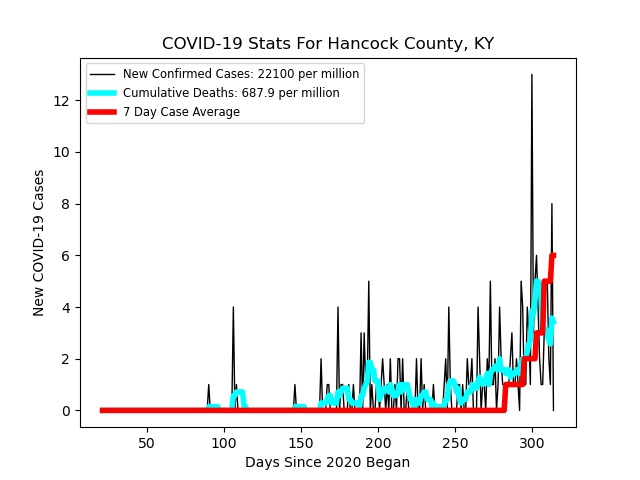 COVID-19 Stats For Hancock County, KY
New Confirmed Cases: 22100 per million
Cumulative Deaths: 687.9 per million
7 Day Case Average
New COVID-19 Cases
12
10
8
6
4
2
0
50 100 150 200 250 300
Days Since 2020 Began